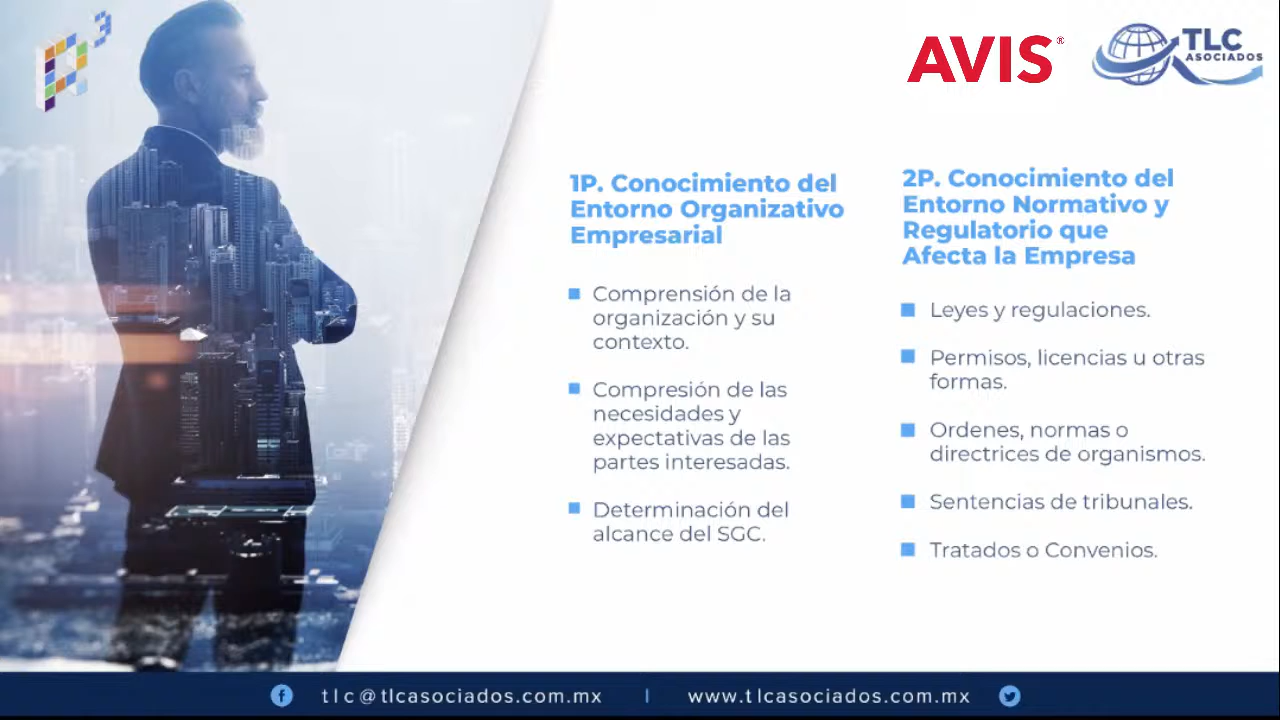 P3
AVIS®
TLC
ASOCIADOS
1P. Conocimiento del
Entorno Organizativo
Empresarial
Comprensión de la
organización y su
contexto.
Compresión de las
necesidades y
expectativas de las
partes interesadas.
Determinación del
alcance del SGC.
2P. Conocimiento del
Entorno Normativo y
Regulatorio que
Afecta la Empresa
Leyes y regulaciones.
Permisos, licencias u otras
formas.
Ordenes, normas o
directrices de organismos.
Sentencias de tribunales.
Tratados o Convenios.
tlc@tlcasociados.com.mx | www.tlcasociados.com.mx